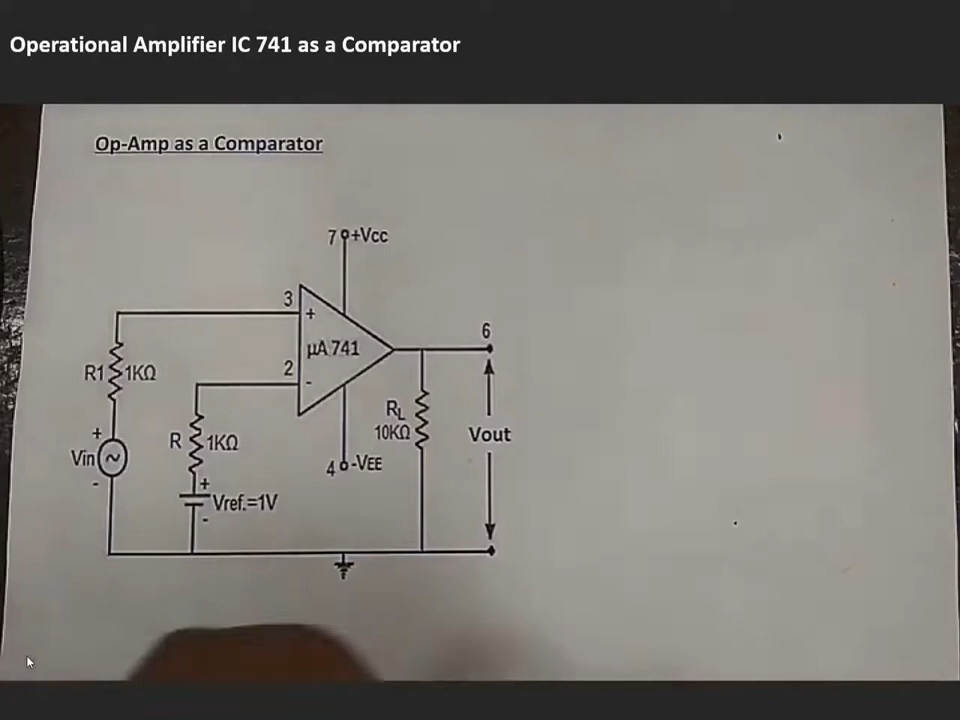 Operational Amplifier IC 741 as a Comparator
Op-Amp as a Comparator
7 +Vcc
3
+
µA 741
6
R1 1KΩ
2
-
RL
10KΩ
R 1KΩ
Vout
+
Vin
-
4 -VEE
+
Vref.=1V
-